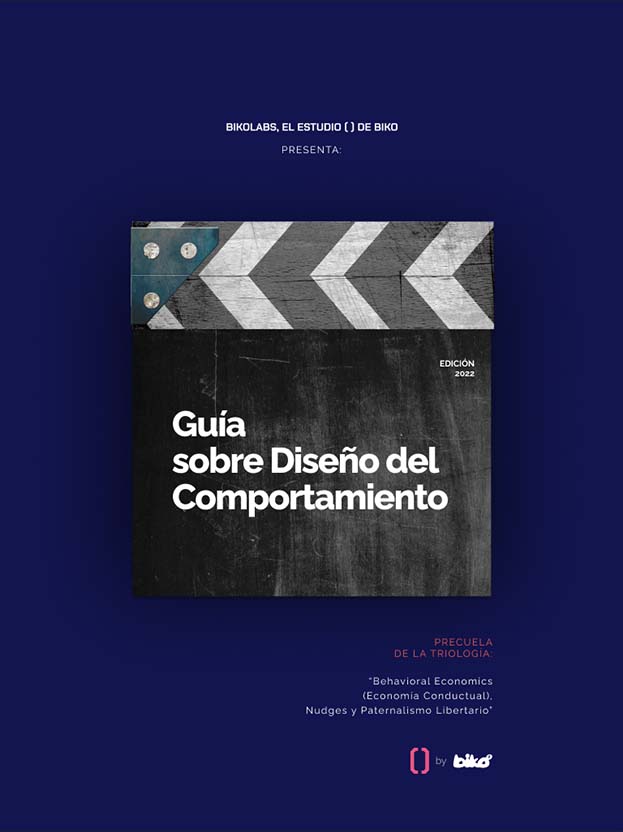 BIKOLABS, EL ESTUDIO [ ] DE BIKO
PRESENTA:
EDICIÓN
2022
Guía
sobre Diseño del
Comportamiento
PRECUELA
DE LA TRIOLOGÍA:
“Behavioral Economics
(Economía Conductual),
Nudges y Paternalismo Libertario”
[ ] by biko